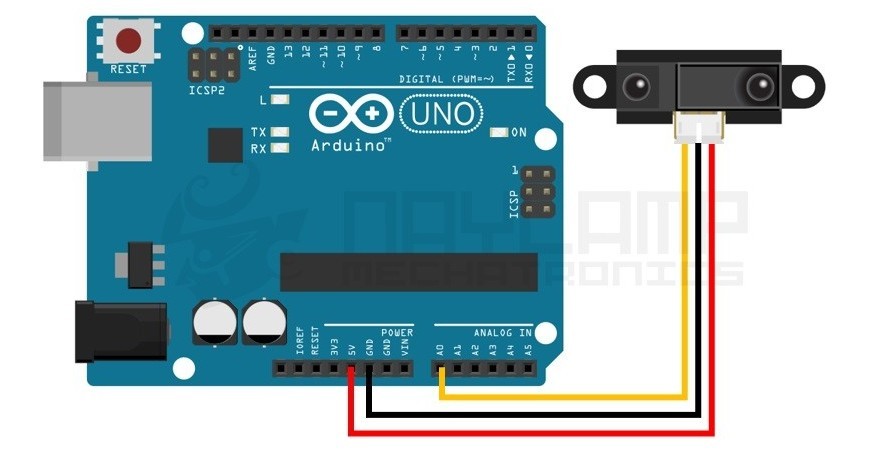 RESET
ICSP2
AREF
GND
13
12
~11
~10
~9
8
7
~6
~5
4
~3
2
TX0▶1
RX0◀0
DIGITAL (PWM=~)
L
TX
RX
UNO
Arduino™
ON
1
ICSP
NAYLAMP
MECHATRONICS
POWER
ANALOG IN
IOREF
RESET
3V3
5V
GND
GND
VIN
A0
A1
A2
A3
A4
A5